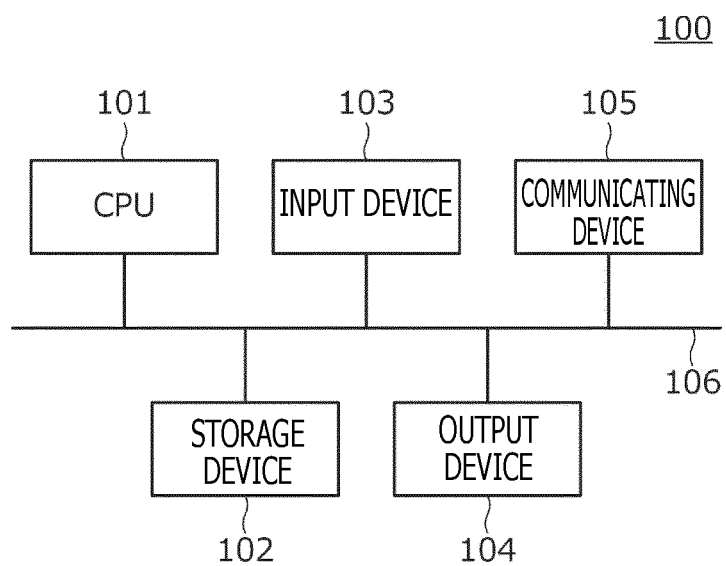 100
101
103
105
CPU
INPUT DEVICE
COMMUNICATING
DEVICE
106
STORAGE
DEVICE
OUTPUT
DEVICE
102
104